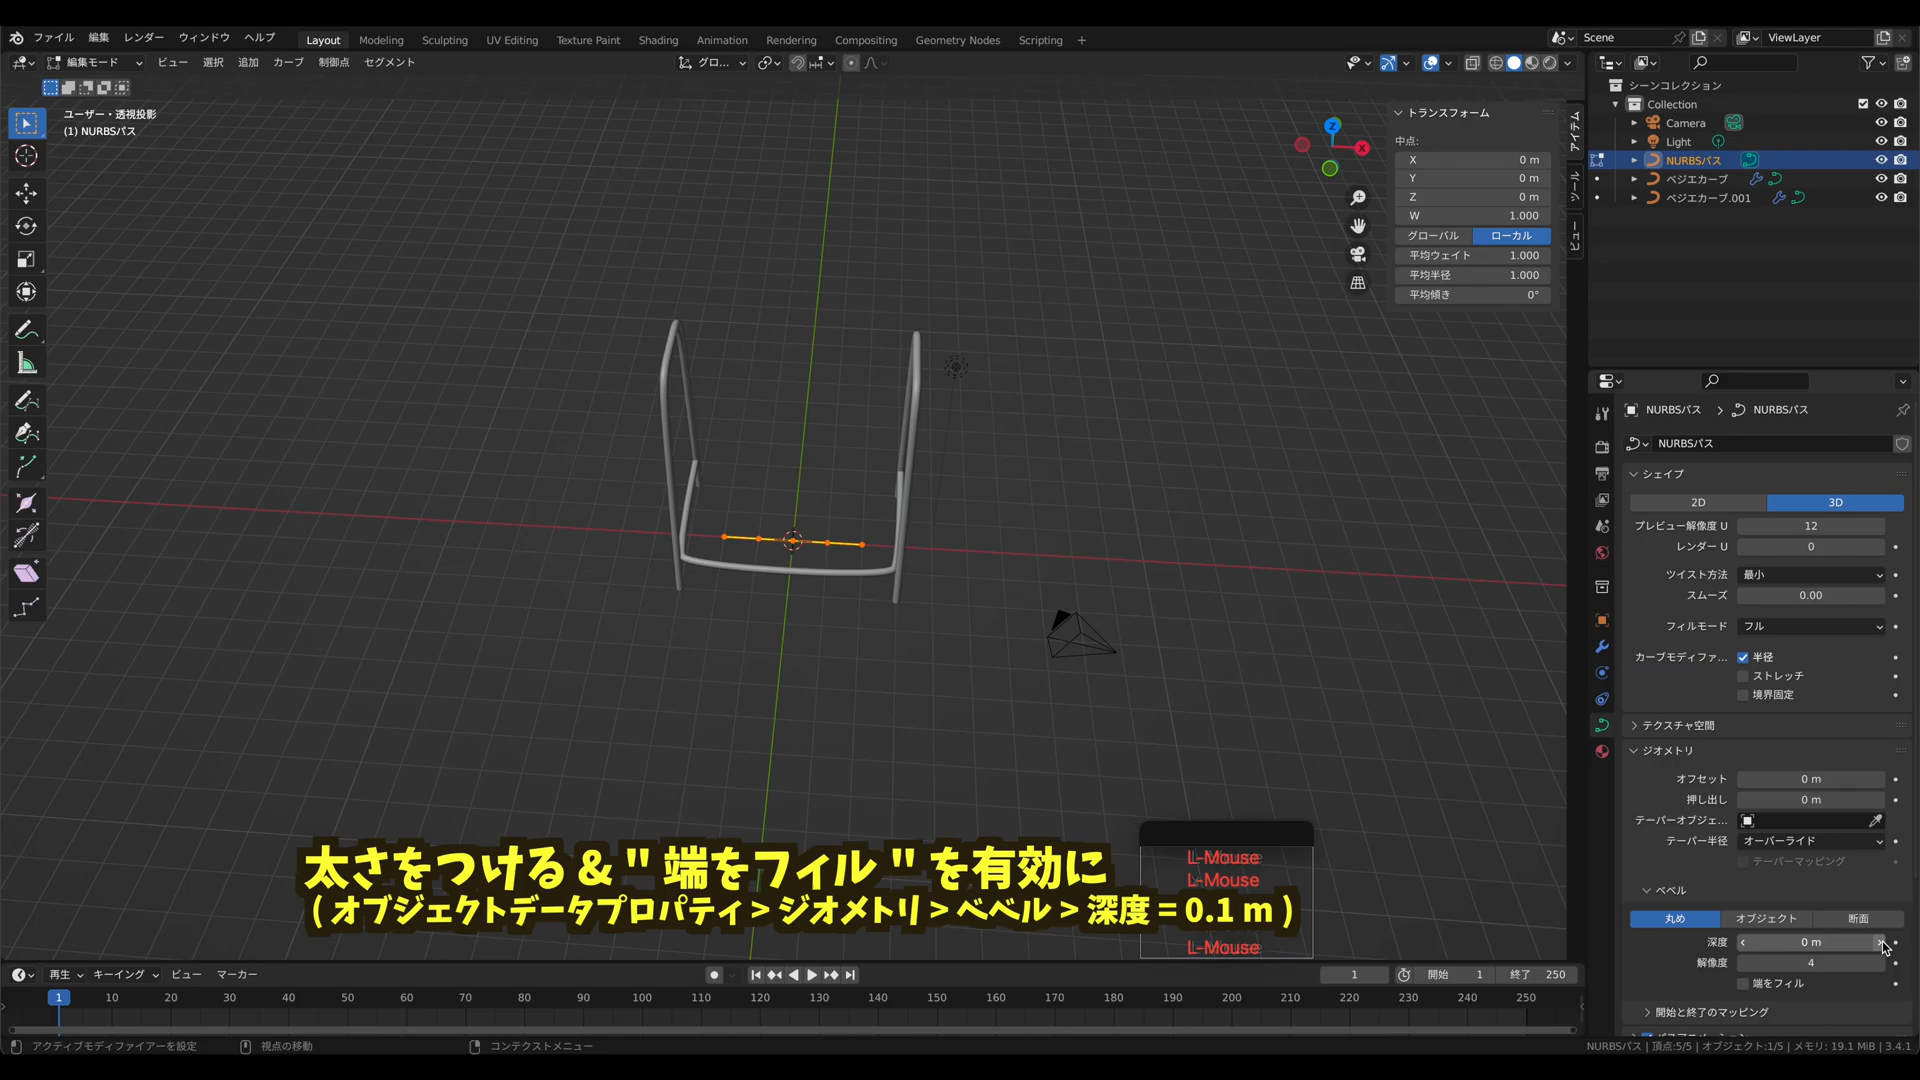 ファイル 編集 レンダー ウィンドウ ヘルプ Layout Modeling Sculpting UV Editing Texture Paint Shading Animation Rendering Compositing Geometry Nodes Scripting + Scene ViewLayer
編集モード ビュー 選択 追加 カーブ 制御点 セグメント グロ...
ユーザー・透視投影
(1) NURBSパス
トランスフォーム
中点:
X 0 m
Y 0 m
Z 0 m
W 1.000
グローバル ローカル
平均ウェイト 1.000
平均半径 1.000
平均傾き 0°
アイテム
ツール
ビュー
Z
X
シーンコレクション
Collection
Camera
Light
NURBSパス
ベジエカーブ
ベジエカーブ.001
NURBSパス > NURBSパス
NURBSパス
シェイプ
2D 3D
プレビュー解像度 U 12
レンダー U 0
ツイスト方法 最小
スムーズ 0.00
フィルモード フル
カーブモディファ... 半径
ストレッチ
境界固定
テクスチャ空間
ジオメトリ
オフセット 0 m
押し出し 0 m
テーパーオブジェ...
テーパー半径 オーバーライド
テーパーマッピング
ベベル
丸め オブジェクト 断面
深度 0 m
解像度 4
端をフィル
開始と終了のマッピング
L-Mouse
L-Mouse
L-Mouse
太さをつける & " 端をフィル " を有効に
( オブジェクトデータプロパティ > ジオメトリ > ベベル > 深度 = 0.1 m )
再生 キーイング ビュー マーカー 1 開始 1 終了 250
1 10 20 30 40 50 60 70 80 90 100 110 120 130 140 150 160 170 180 190 200 210 220 230 240 250
アクティブモディファイアーを設定 視点の移動 コンテクストメニュー NURBSパス | 頂点:5/5 | オブジェクト:1/5 | メモリ: 19.1 MiB | 3.4.1